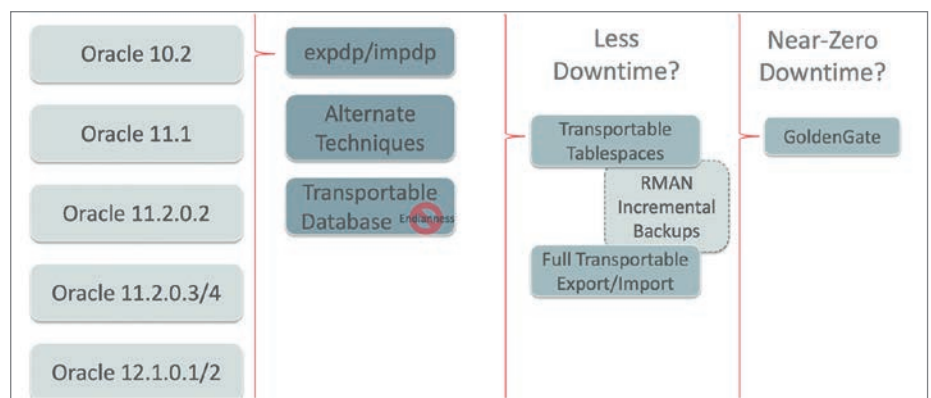 Oracle 10.2
Oracle 11.1
Oracle 11.2.0.2
Oracle 11.2.0.3/4
Oracle 12.1.0.1/2
expdp/impdp
Alternate
Techniques
Transportable
Database
Endianness
Less
Downtime?
Transportable
Tablespaces
RMAN
Incremental
Backups
Full Transportable
Export/Import
Near-Zero
Downtime?
GoldenGate